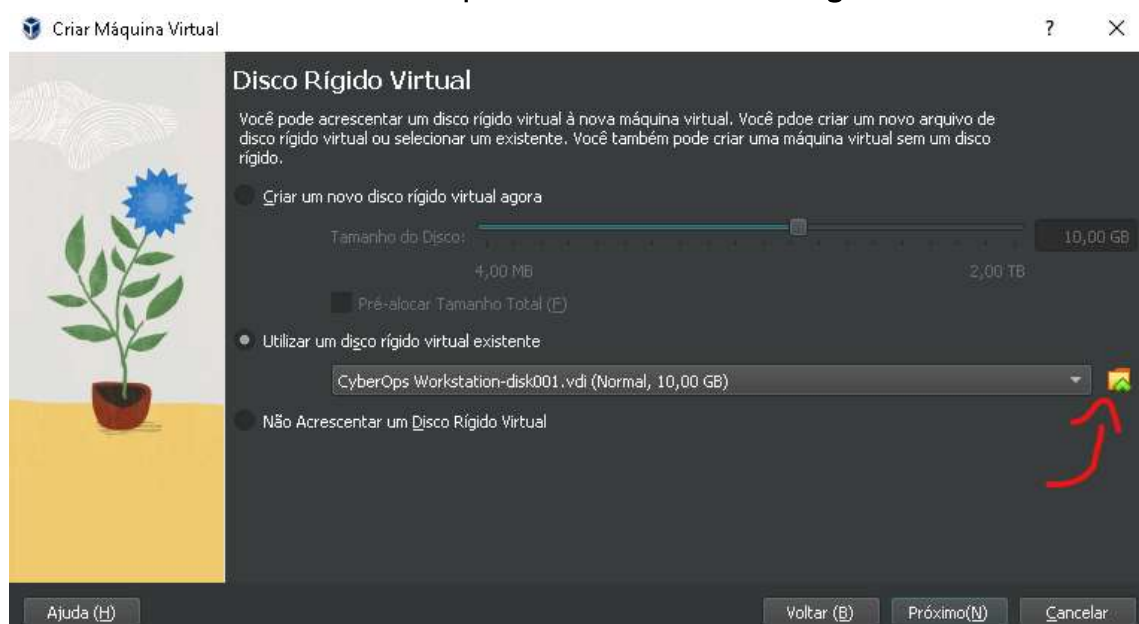 Criar Máquina Virtual
?
Disco Rígido Virtual
Você pode acrescentar um disco rígido virtual à nova máquina virtual. Você pdoe criar um novo arquivo de
disco rígido virtual ou selecionar um existente. Você também pode criar uma máquina virtual sem um disco
rígido.
Criar um novo disco rígido virtual agora
Tamanho do Disco:
10,00 GB
4,00 MB
2,00 TB
Pré-alocar Tamanho Total (F)
Utilizar um disco rígido virtual existente
CyberOps Workstation-disk001.vdi (Normal, 10,00 GB)
Não Acrescentar um Disco Rígido Virtual
Ajuda (H)
Voltar (B)
Próximo(N)
Cancelar